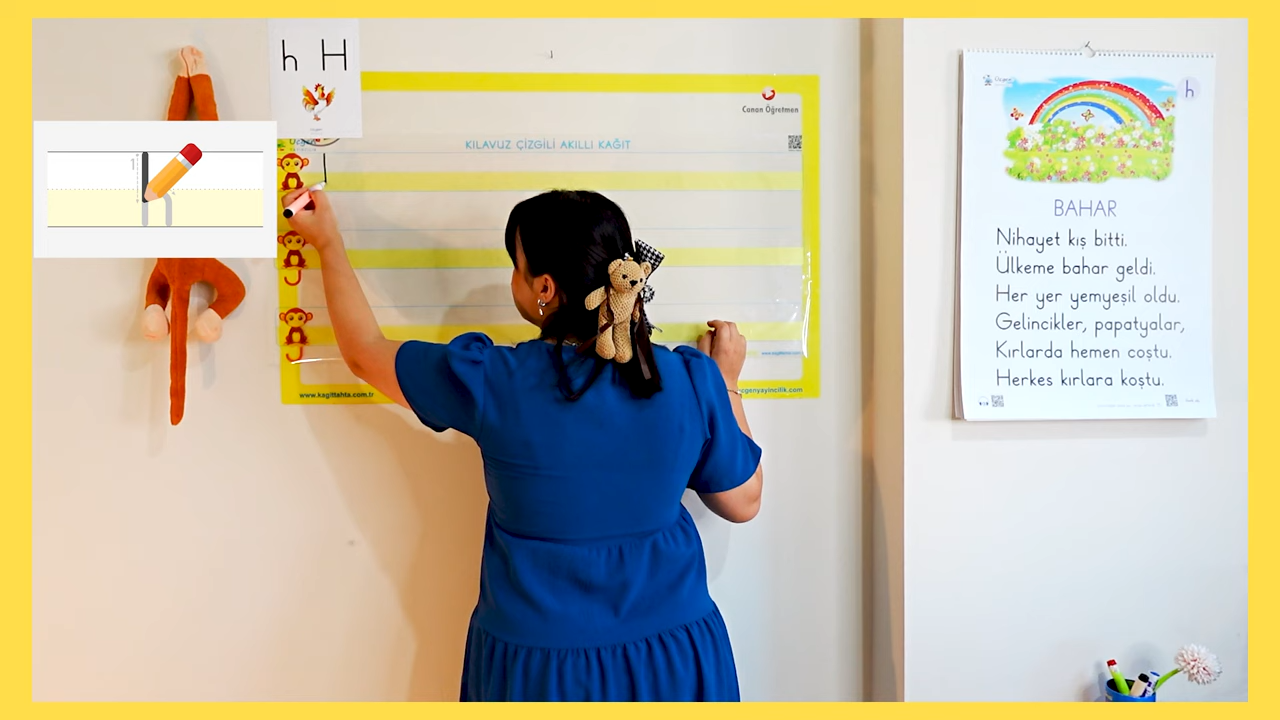 h H
Canan Öğretmen
KILAVUZ ÇİZGİLİ AKILLI KAĞIT
www.kagittahta.com.tr
h
BAHAR
Nihayet kış bitti.
Ülkeme bahar geldi.
Her yer yemyeşil oldu.
Gelincikler, papatyalar,
Kırlarda hemen coştu.
Herkes kırlara koştu.